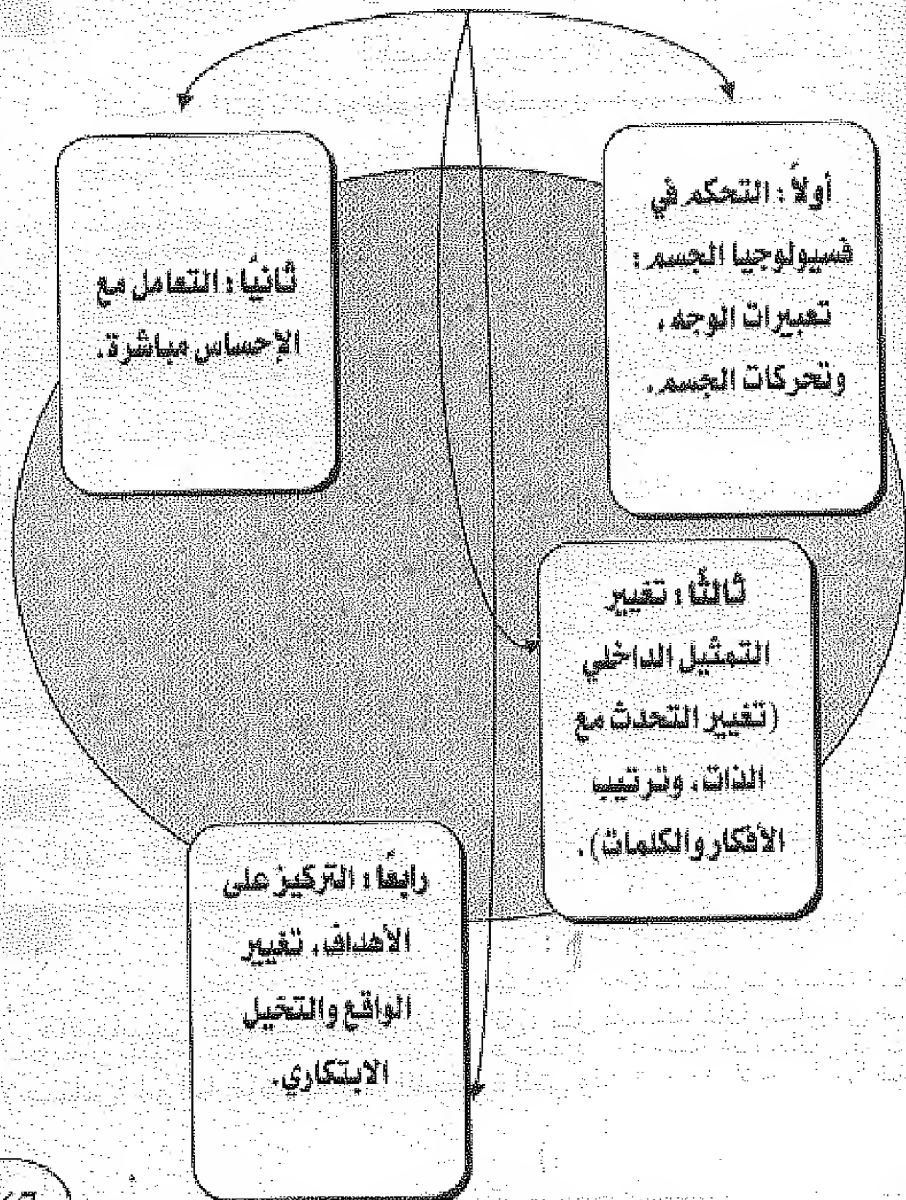 أولاً : التحكم في
فسيولوجيا الجسم :
تعبيرات الوجه ،
وتحركات الجسم .
ثانيًا : التعامل مع
الإحساس مباشرة .
ثالثًا : تغيير
التمثيل الداخلي
(تغيير التحدث مع
الذات ، وترتيب
الأفكار والكلمات) .
رابعًا : التركيز على
الأهداف ، تغيير
الواقع والتخيل
الابتكاري .